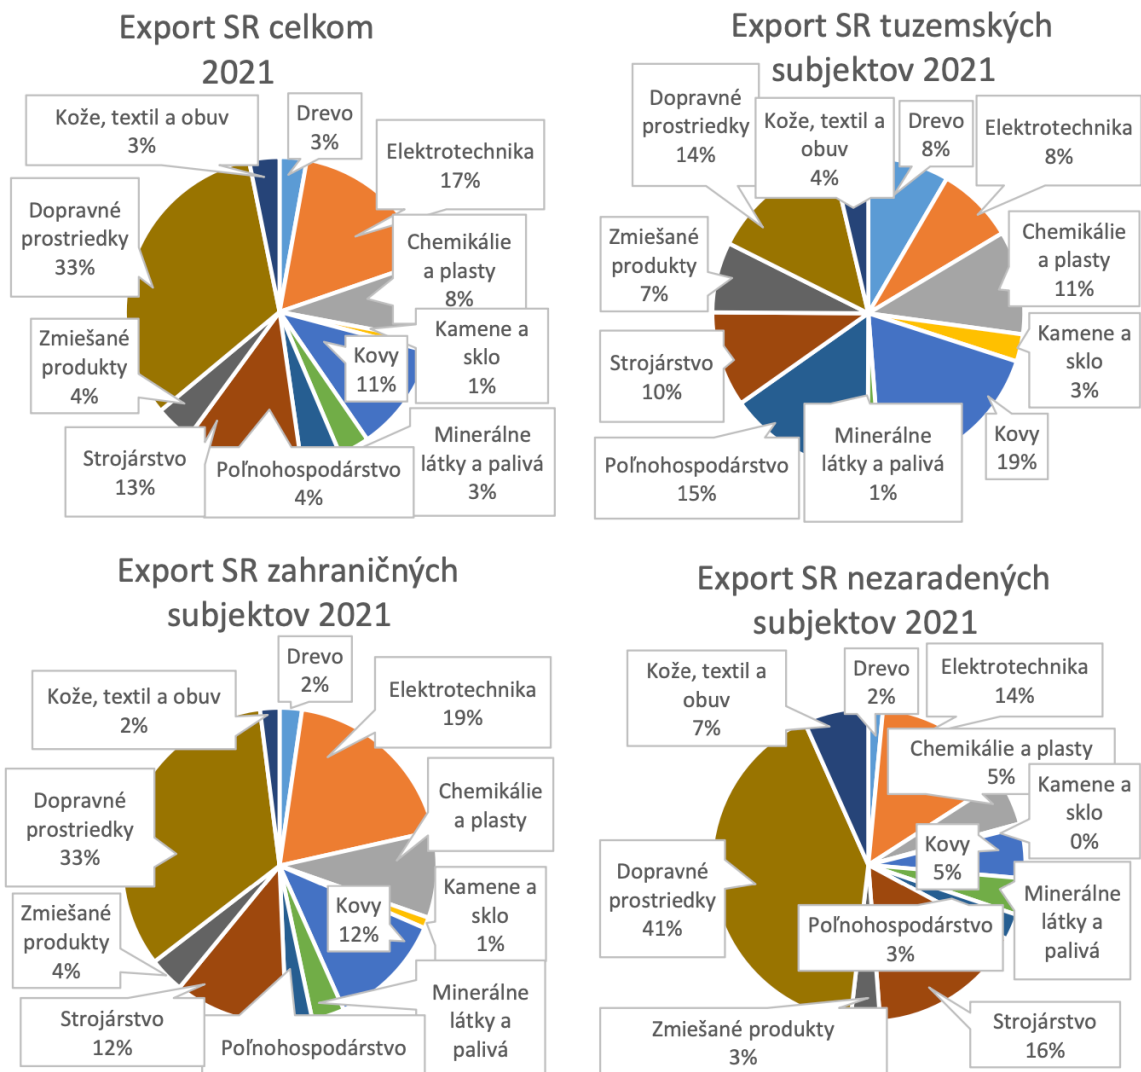 Export SR celkom
2021
Kože, textil a obuv
3%
Drevo
3%
Elektrotechnika
17%
Dopravné
prostriedky
33%
Chemikálie
a plasty
8%
Kamene a
sklo
1%
Zmiešané
produkty
4%
Kovy
11%
Strojárstvo
13%
Poľnohospodárstvo
4%
Minerálne
látky a palivá
3%
Export SR tuzemských
subjektov 2021
Dopravné
prostriedky
14%
Kože, textil a
obuv
4%
Drevo
8%
Elektrotechnika
8%
Zmiešané
produkty
7%
Chemikálie
a plasty
11%
Strojárstvo
10%
Kamene a
sklo
3%
Poľnohospodárstvo
15%
Minerálne
látky a palivá
1%
Kovy
19%
Export SR zahraničných
subjektov 2021
Kože, textil a obuv
2%
Drevo
2%
Elektrotechnika
19%
Dopravné
prostriedky
33%
Chemikálie
a plasty
Zmiešané
produkty
4%
Kovy
12%
Kamene a
sklo
1%
Strojárstvo
12%
Poľnohospodárstvo
Minerálne
látky a
palivá
Export SR nezaradených
subjektov 2021
Kože, textil a
obuv
7%
Drevo
2%
Elektrotechnika
14%
Chemikálie a plasty
5%
Kamene a
sklo
0%
Dopravné
prostriedky
41%
Kovy
5%
Poľnohospodárstvo
3%
Minerálne
látky a
palivá
Zmiešané produkty
3%
Strojárstvo
16%